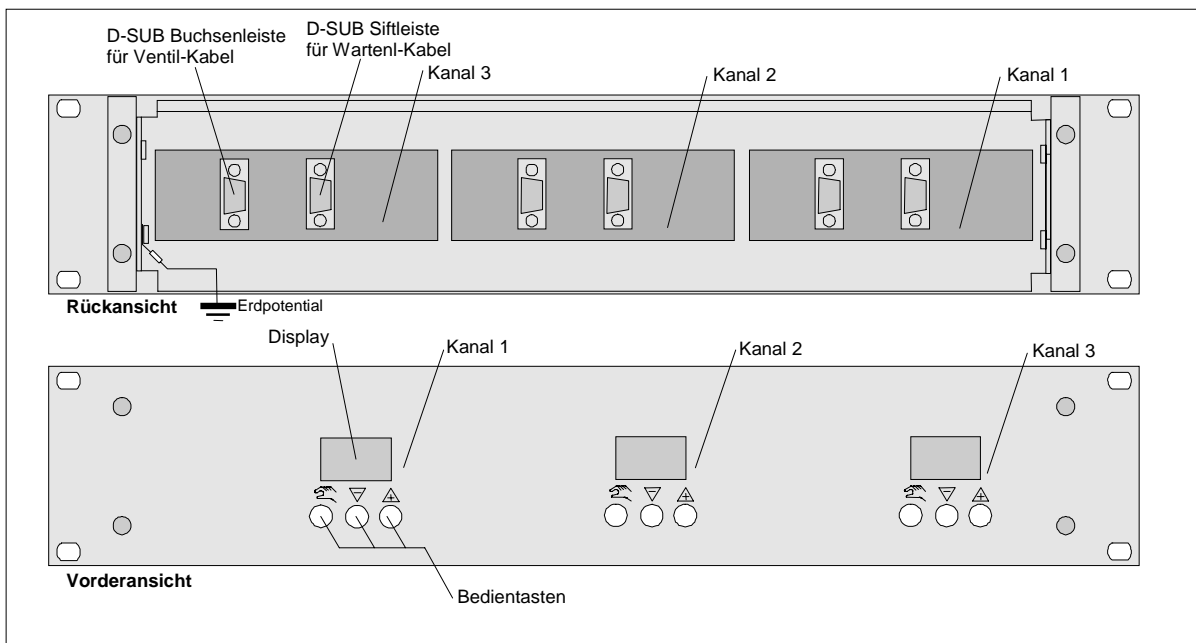 D-SUB Buchsenleiste
für Ventil-Kabel
D-SUB Siftleiste
für Wartenl-Kabel
Kanal 3
Kanal 2
Kanal 1
Rückansicht
Erdpotential
Display
Kanal 1
Kanal 2
Kanal 3
Vorderansicht
Bedientasten